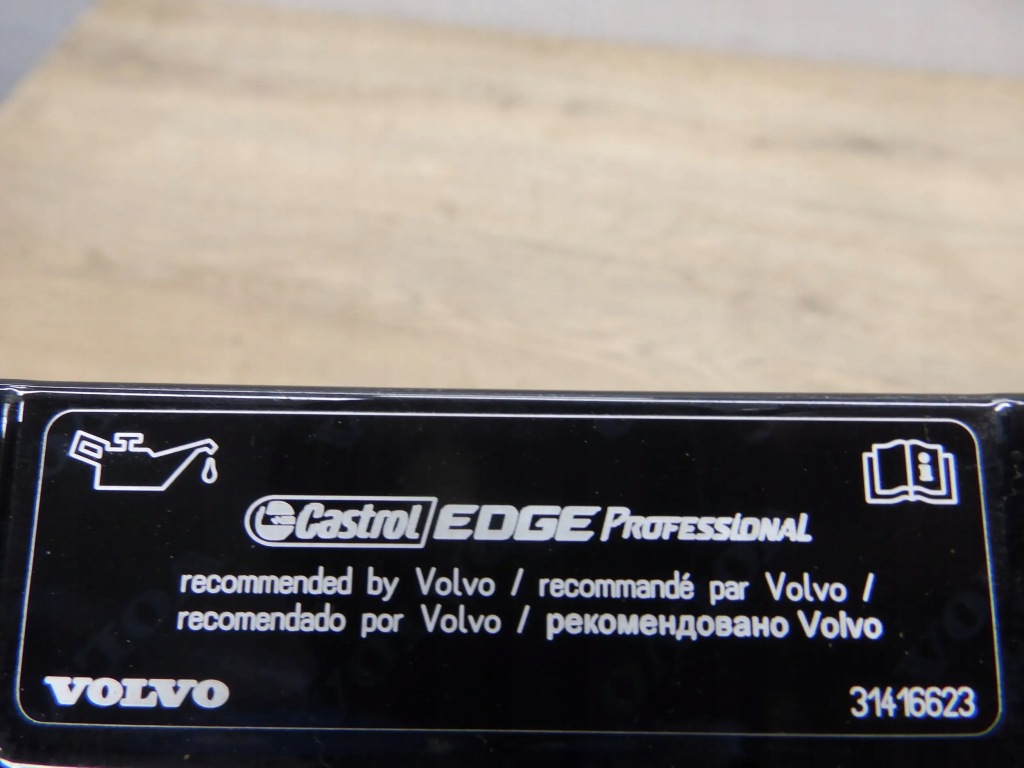 Castrol EDGE PROFESSIONAL
recommended by Volvo / recommandé par Volvo /
recomendado por Volvo / рекомендовано Volvo
VOLVO 31416623